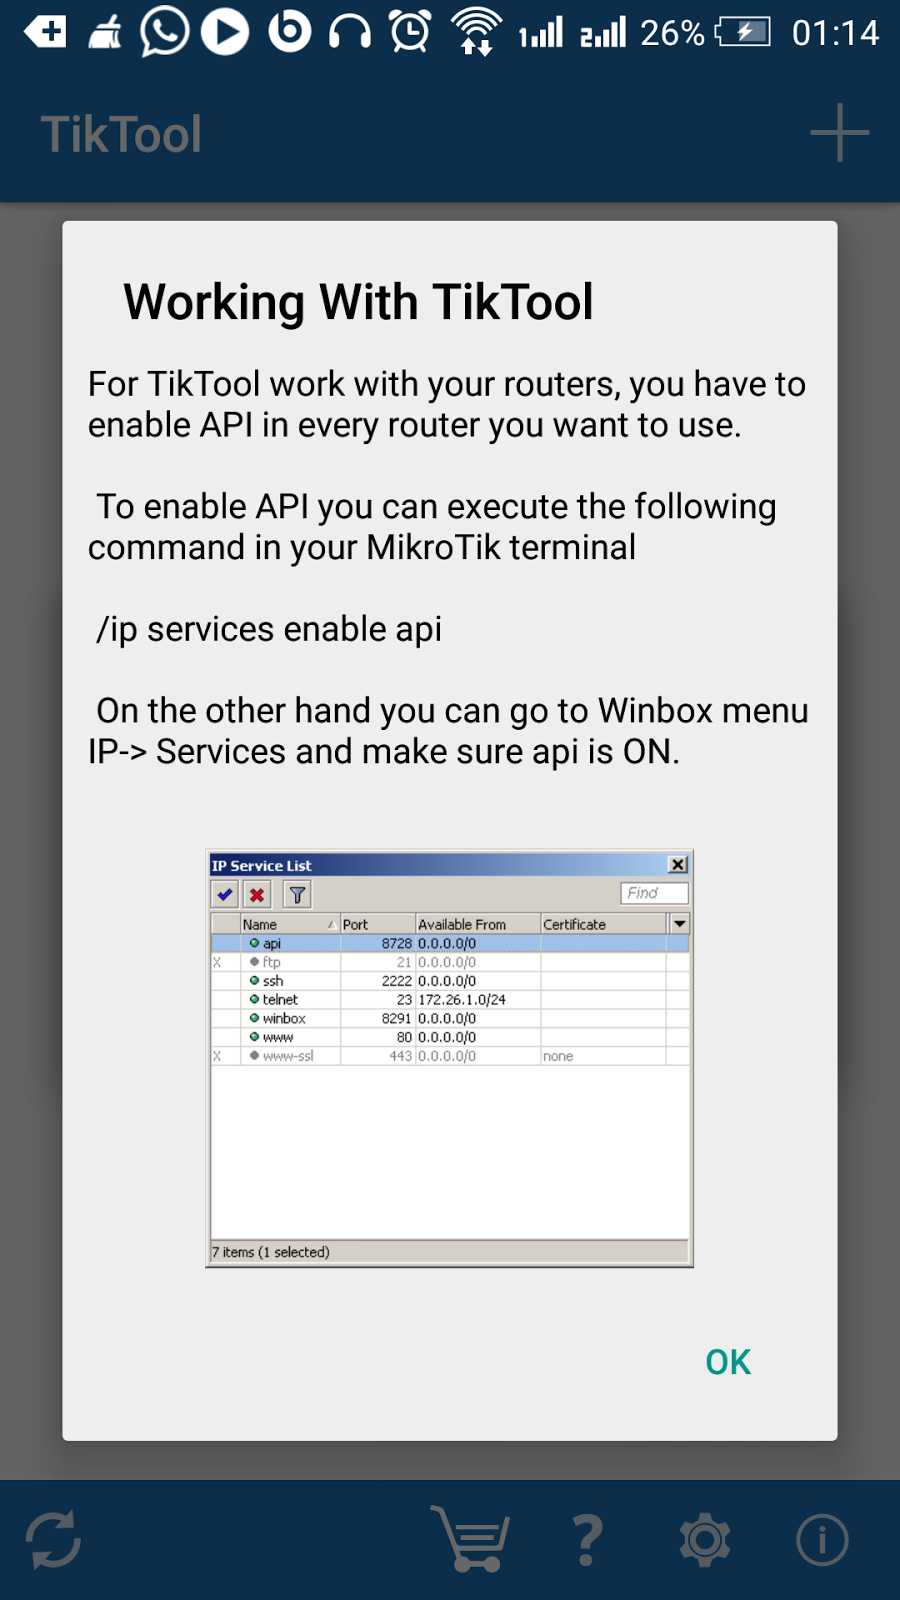 26% 01:14
TikTool
Working With TikTool
For TikTool work with your routers, you have to
enable API in every router you want to use.
To enable API you can execute the following
command in your MikroTik terminal
/ip services enable api
On the other hand you can go to Winbox menu
IP-> Services and make sure api is ON.
IP Service List
Find
Name Port Available From Certificate
api 8728 0.0.0.0/0
X ftp 21 0.0.0.0/0
ssh 2222 0.0.0.0/0
telnet 23 172.26.1.0/24
winbox 8291 0.0.0.0/0
www 80 0.0.0.0/0
X www-ssl 443 0.0.0.0/0 none
7 items (1 selected)
OK